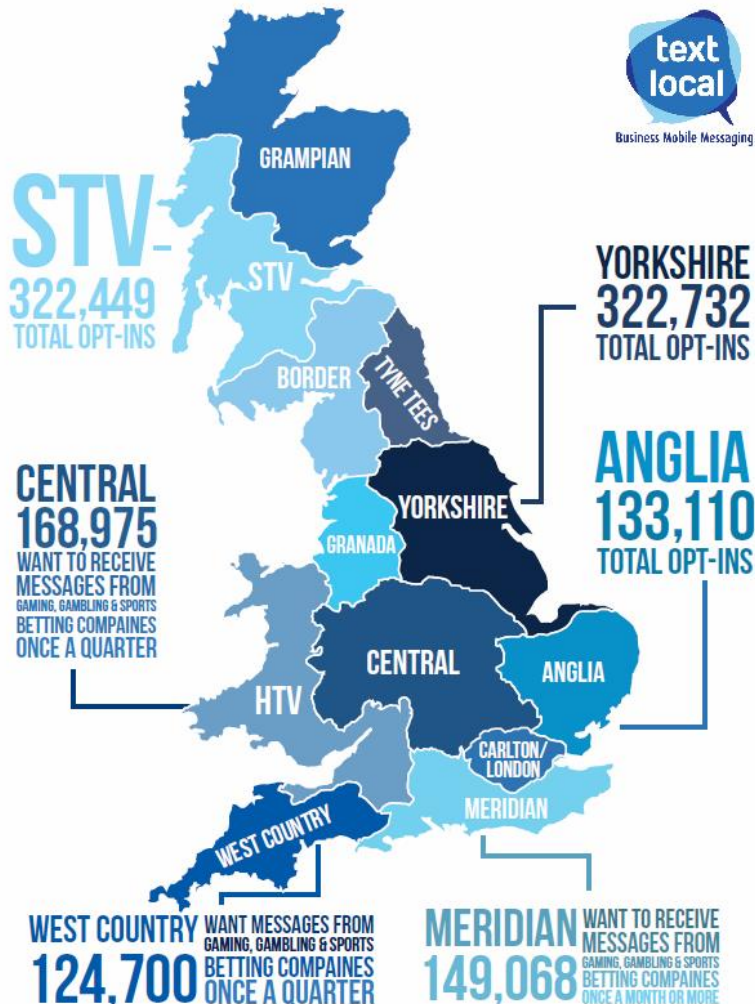 text
local
Business Mobile Messaging
GRAMPIAN
STV-
322,449
TOTAL OPT-INS
STV
YORKSHIRE
322,732
TOTAL OPT-INS
BORDER
TYNE TEES
CENTRAL
168,975
WANT TO RECEIVE
MESSAGES FROM
GAMING, GAMBLING & SPORTS
BETTING COMPAINES
ONCE A QUARTER
ANGLIA
133,110
TOTAL OPT-INS
YORKSHIRE
GRANADA
CENTRAL
ANGLIA
HTV
CARLTON/
LONDON
MERIDIAN
WEST COUNTRY
WEST COUNTRY
124,700
WANT MESSAGES FROM
GAMING, GAMBLING & SPORTS
BETTING COMPAINES
ONCE A QUARTER
MERIDIAN
149,068
WANT TO RECEIVE
MESSAGES FROM
GAMING, GAMBLING & SPORTS
BETTING COMPAINES
ONCE A MONTH OR MORE